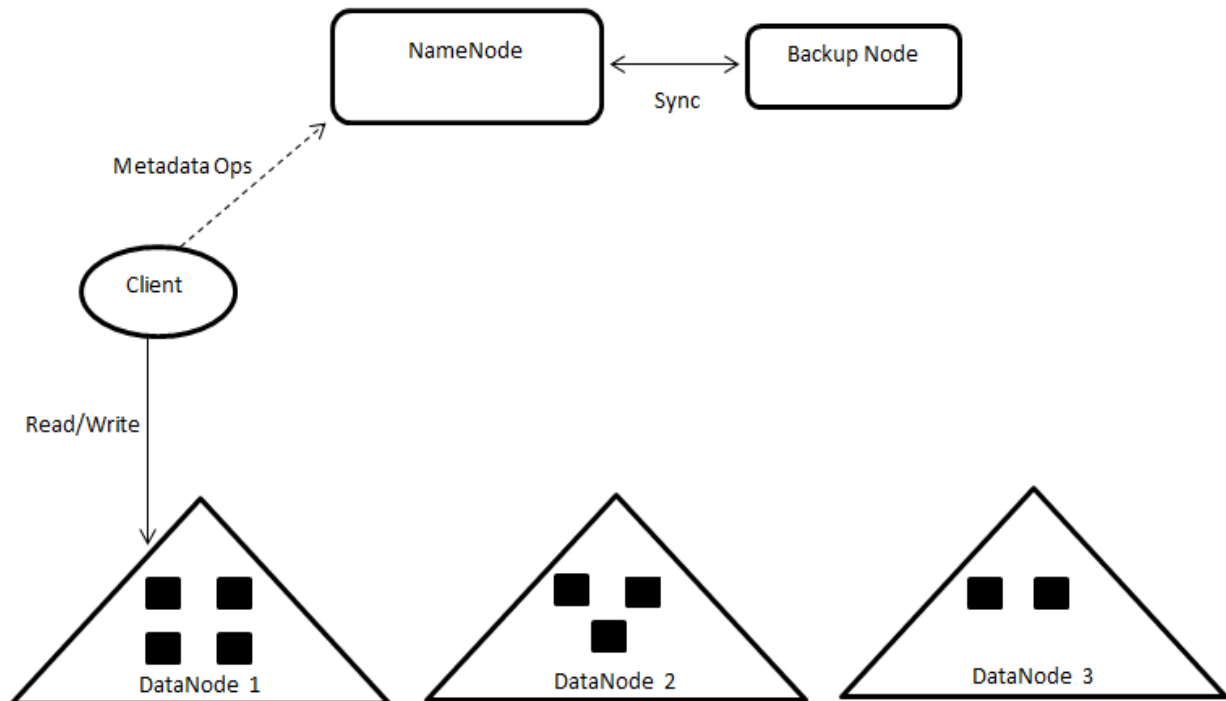 NameNode
Backup Node
Sync
Metadata Ops
Client
Read/Write
DataNode 1
DataNode 2
DataNode 3